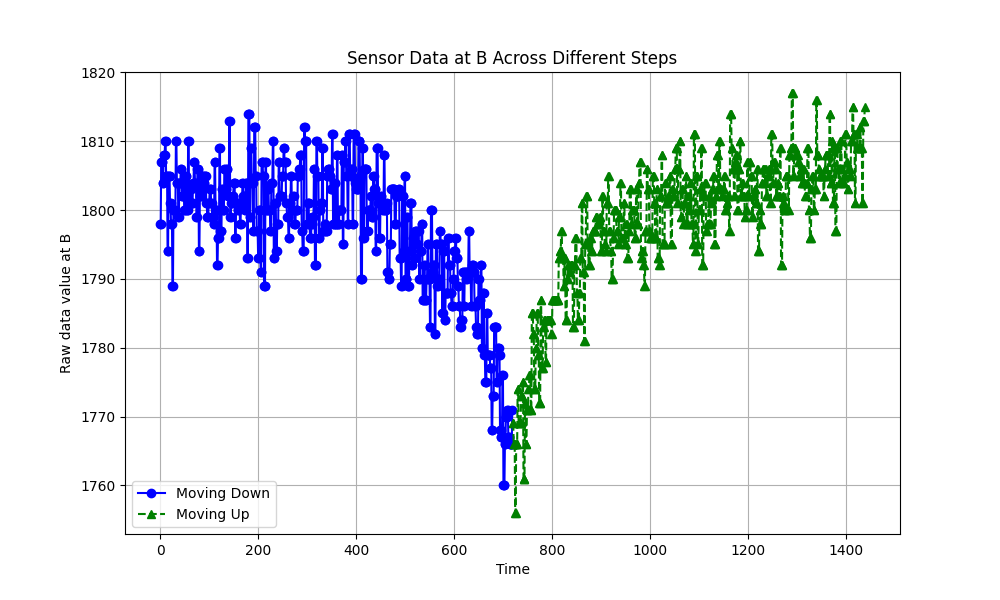 Sensor Data at B Across Different Steps
Raw data value at B
1820
1810
1800
1790
1780
1770
1760
Moving Down
Moving Up
0 200 400 600 800 1000 1200 1400
Time